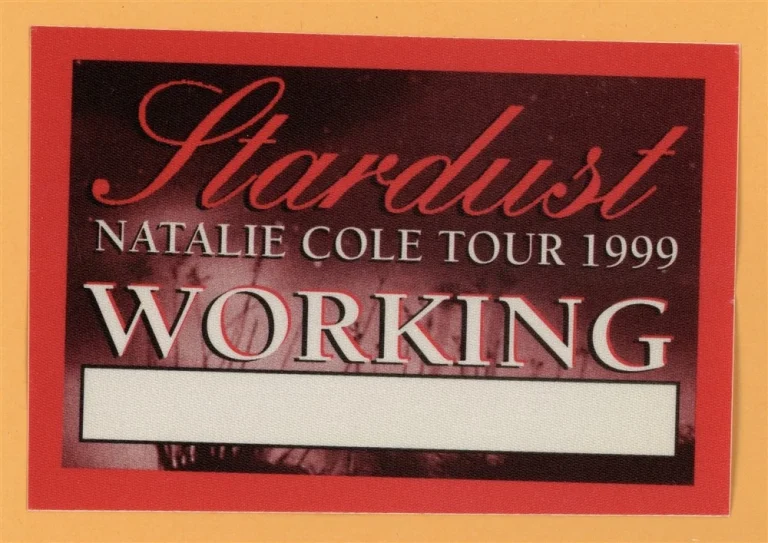 Stardust
NATALIE COLE TOUR 1999
WORKING